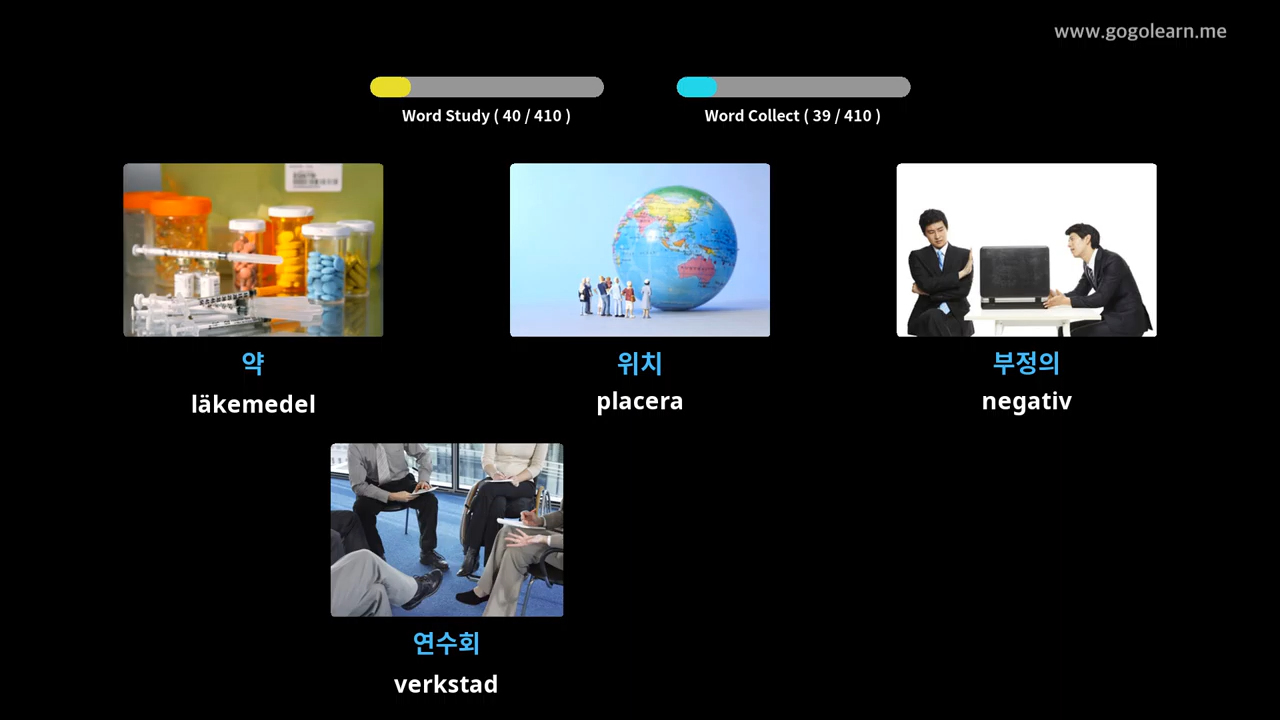 www.gogolearn.me
Word Study ( 40 / 410 )
Word Collect ( 39 / 410 )
약
위치
부정의
läkemedel
placera
negativ
연수회
verkstad